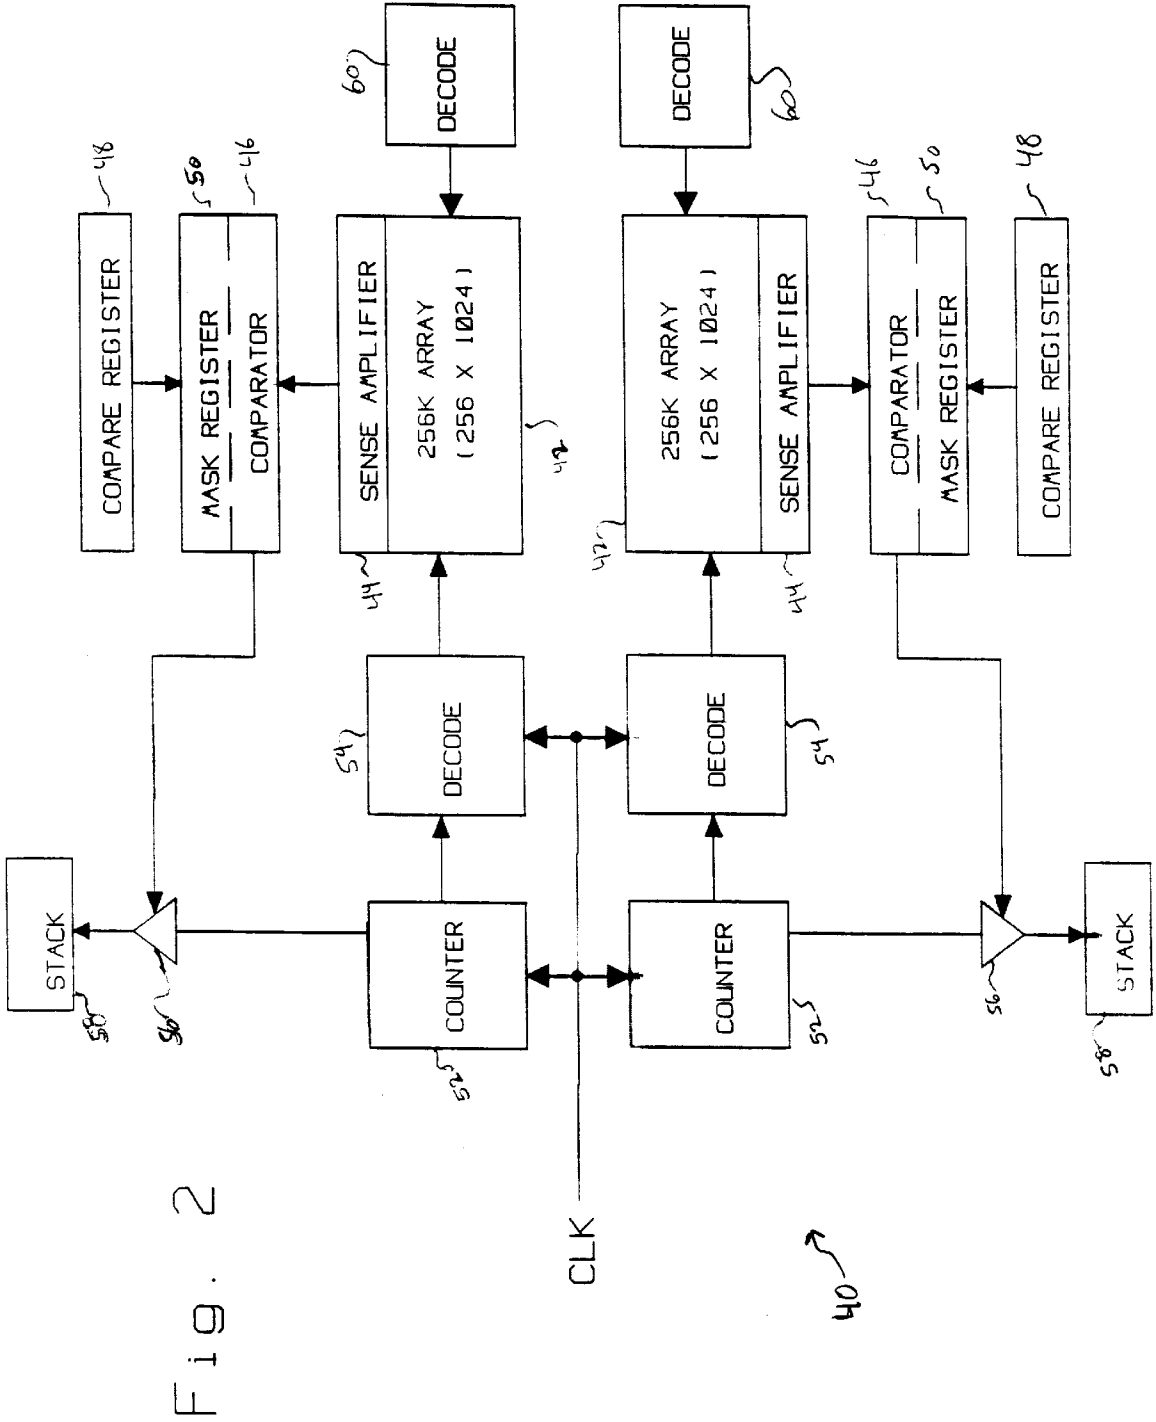 Fig. 2
STACK
58
56
COMPARE REGISTER
48
MASK REGISTER
50
COMPARATOR
46
SENSE AMPLIFIER
44
256K ARRAY
(256 X 1024)
42
DECODE
60
DECODE
54
COUNTER
52
CLK
COUNTER
52
DECODE
54
DECODE
60
256K ARRAY
(256 X 1024)
42
SENSE AMPLIFIER
44
COMPARATOR
46
MASK REGISTER
50
COMPARE REGISTER
48
56
STACK
58
40